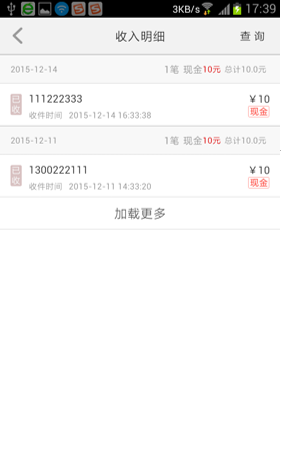 3KB/s 17:39
收入明细 查 询
2015-12-14 1笔 现金10元 总计10.0元
已收 111222333 ￥10
收件时间 2015-12-14 16:33:38 现金
2015-12-11 1笔 现金10元 总计10.0元
已收 1300222111 ￥10
收件时间 2015-12-11 14:33:20 现金
加载更多